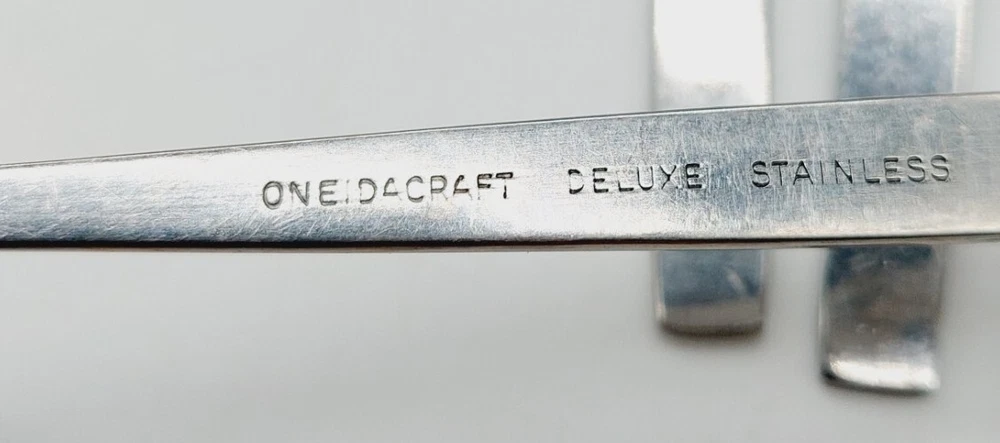 ONEIDACRAFT DELUXE STAINLESS